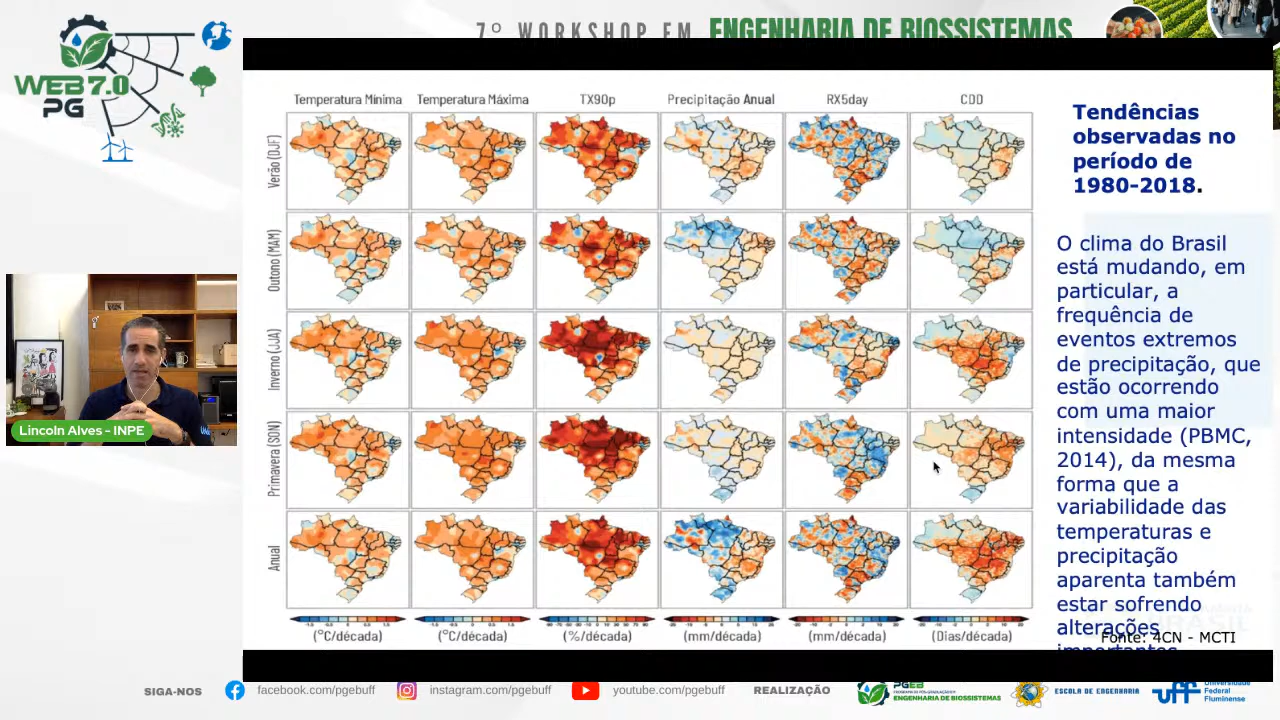 7º WORKSHOP EM ENGENHARIA DE BIOSSISTEMAS
WEB 7.0
PG
Temperatura Mínima
Temperatura Máxima
TX90p
Precipitação Anual
RX5day
CDD
Verão (DJF)
Outono (MAM)
Inverno (JJA)
Primavera (SON)
Anual
(°C/década)
(°C/década)
(%/década)
(mm/década)
(mm/década)
(Dias/década)
Tendências
observadas no
período de
1980-2018.
O clima do Brasil
está mudando, em
particular, a
frequência de
eventos extremos
de precipitação, que
estão ocorrendo
com uma maior
intensidade (PBMC,
2014), da mesma
forma que a
variabilidade das
temperaturas e
precipitação
aparenta também
estar sofrendo
alterações
importantes
Fonte: 4CN - MCTI
Lincoln Alves - INPE
SIGA-NOS
facebook.com/pgebuff
instagram.com/pgebuff
youtube.com/pgebuff
REALIZAÇÃO
PGEB
ENGENHARIA DE BIOSSISTEMAS
ESCOLA DE ENGENHARIA
uff
Universidade
Federal
Fluminense